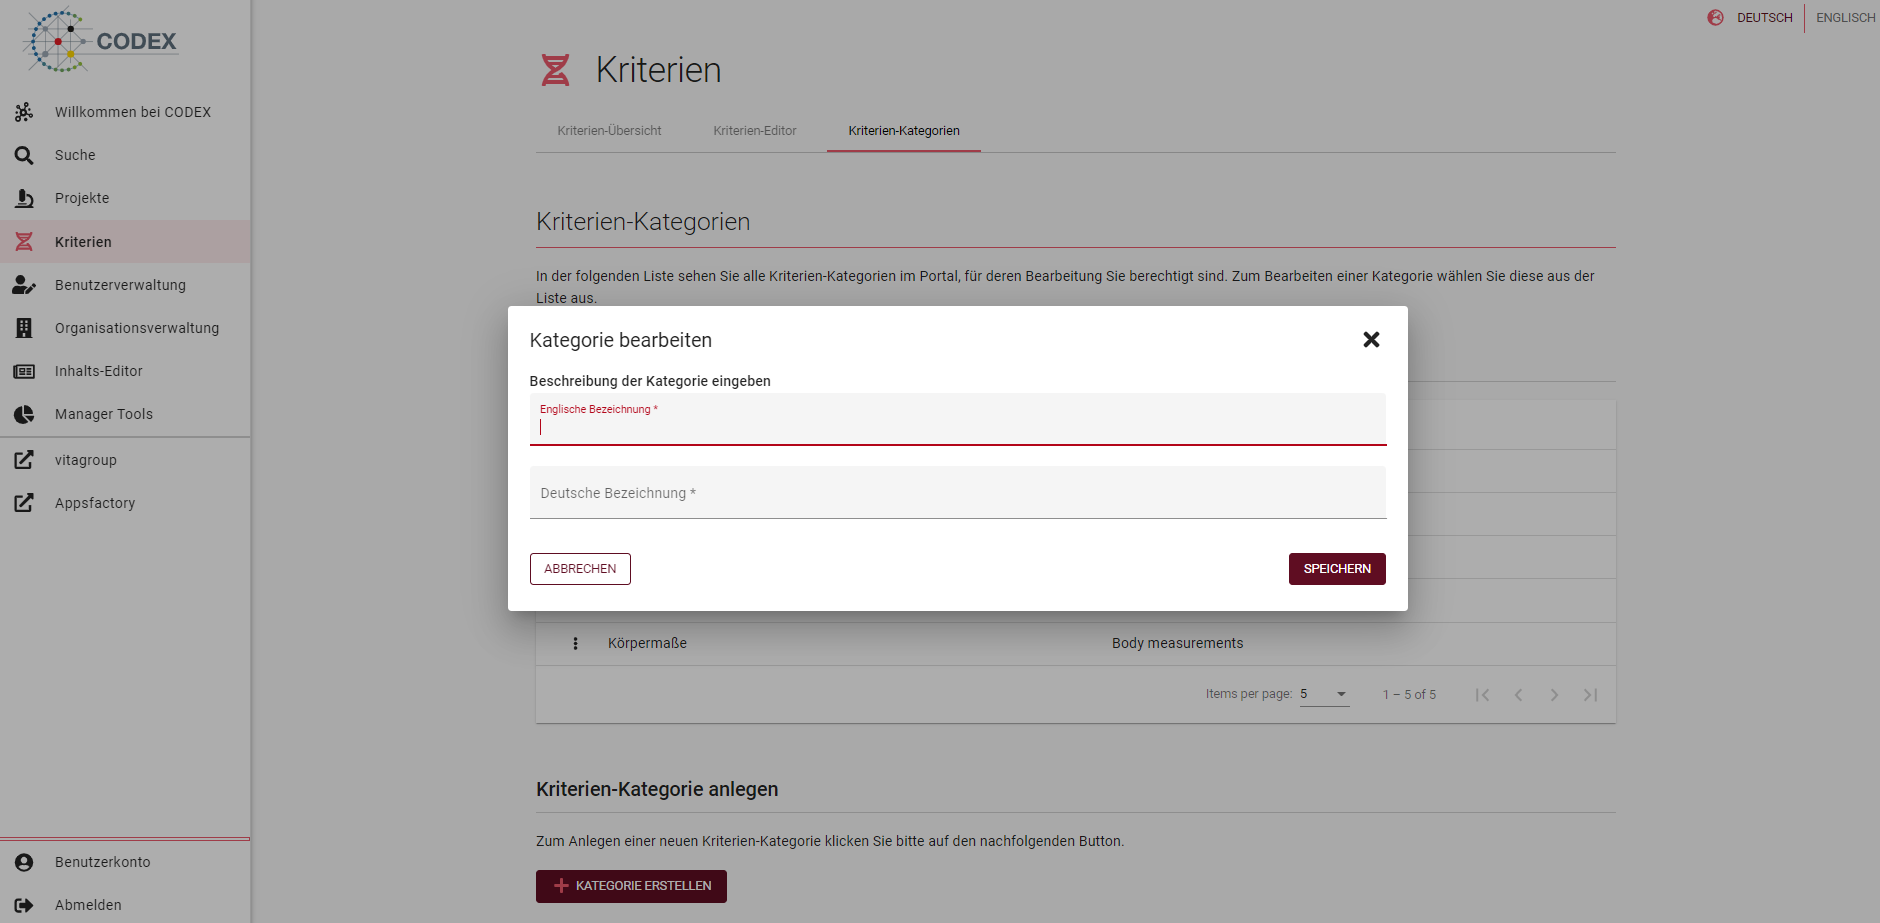 CODEX
Willkommen bei CODEX
Suche
Projekte
Kriterien
Benutzerverwaltung
Organisationsverwaltung
Inhalts-Editor
Manager Tools
vitagroup
Appsfactory
Benutzerkonto
Abmelden
DEUTSCH
ENGLISCH
Kriterien
Kriterien-Übersicht
Kriterien-Editor
Kriterien-Kategorien
Kriterien-Kategorien
In der folgenden Liste sehen Sie alle Kriterien-Kategorien im Portal, für deren Bearbeitung Sie berechtigt sind. Zum Bearbeiten einer Kategorie wählen Sie diese aus der
Liste aus.
Kategorie bearbeiten
Beschreibung der Kategorie eingeben
Englische Bezeichnung *
Deutsche Bezeichnung *
ABBRECHEN
SPEICHERN
Körpermaße
Body measurements
Items per page: 5
1 – 5 of 5
Kriterien-Kategorie anlegen
Zum Anlegen einer neuen Kriterien-Kategorie klicken Sie bitte auf den nachfolgenden Button.
KATEGORIE ERSTELLEN